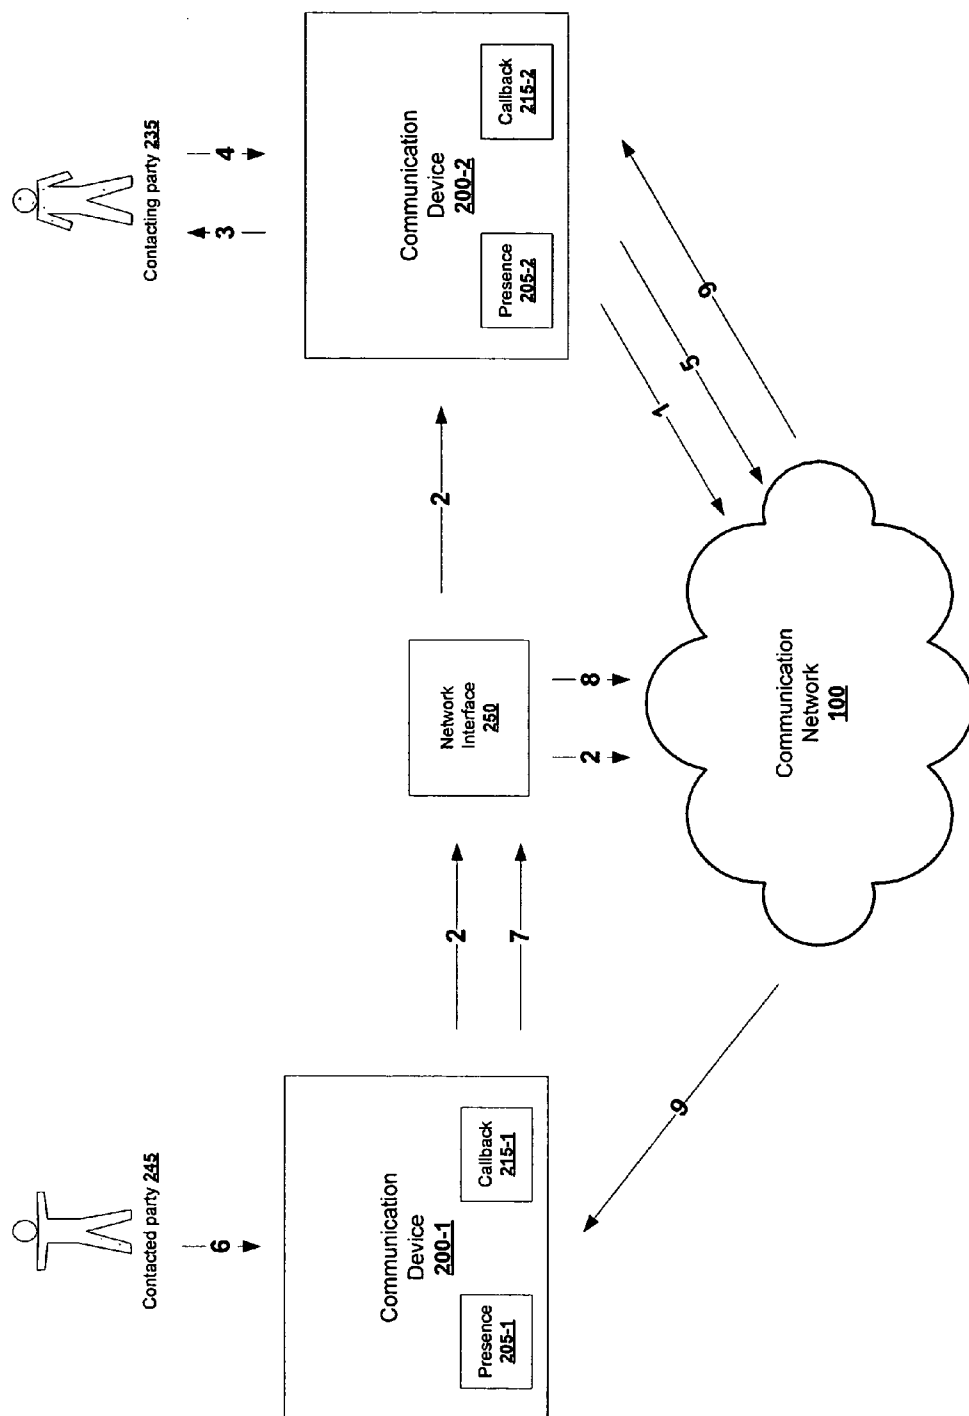 Contacted party 245
Contacting party 235
6
3
4
Communication
Device
200-1
Presence
205-1
Callback
215-1
2
7
Network
Interface
250
2
8
2
Communication
Device
200-2
Presence
205-2
Callback
215-2
1
5
9
9
Communication
Network
100